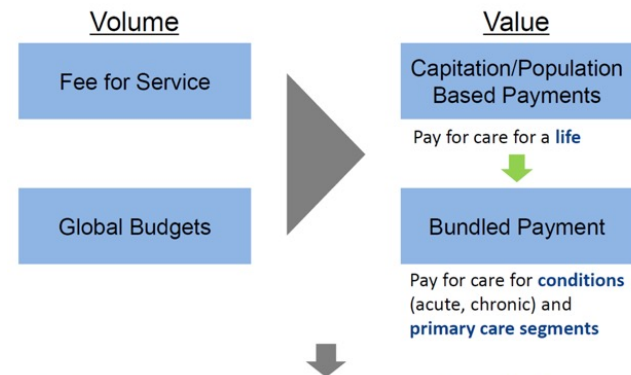 Volume
Value
Fee for Service
Capitation/Population
Based Payments
Pay for care for a life
Global Budgets
Bundled Payment
Pay for care for conditions
(acute, chronic) and
primary care segments